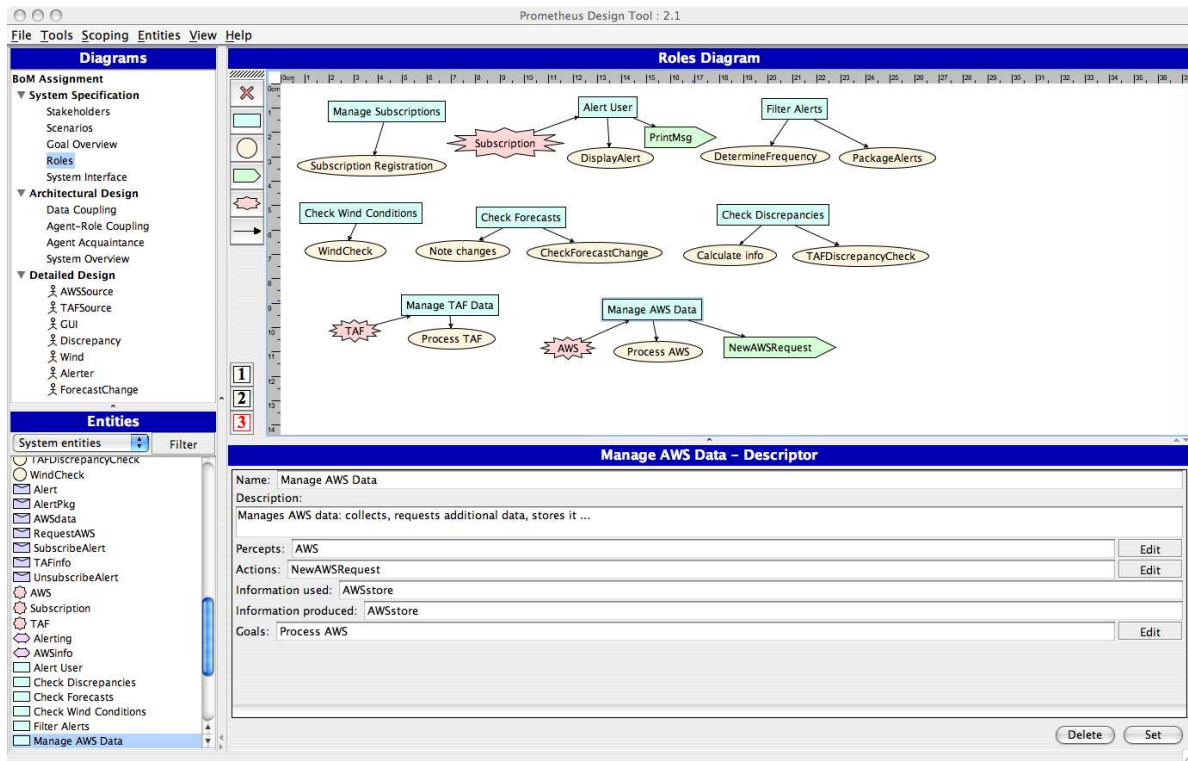 Prometheus Design Tool : 2.1
File Tools Scoping Entities View Help
Diagrams
BoM Assignment
System Specification
Stakeholders
Scenarios
Goal Overview
Roles
System Interface
Architectural Design
Data Coupling
Agent-Role Coupling
Agent Acquaintance
System Overview
Detailed Design
AWSSource
TAFSource
GUI
Discrepancy
Wind
Alerter
ForecastChange
Entities
System entities
Filter
TAFDiscrepancyCheck
WindCheck
Alert
AlertPkg
AWSdata
RequestAWS
SubscribeAlert
TAFinfo
UnsubscribeAlert
AWS
Subscription
TAF
Alerting
AWSinfo
Alert User
Check Discrepancies
Check Forecasts
Check Wind Conditions
Filter Alerts
Manage AWS Data
Roles Diagram
1
2
3
Manage Subscriptions
Alert User
Filter Alerts
Subscription
PrintMsg
Subscription Registration
DisplayAlert
DetermineFrequency
PackageAlerts
Check Wind Conditions
Check Forecasts
Check Discrepancies
WindCheck
Note changes
CheckForecastChange
Calculate info
TAFDiscrepancyCheck
Manage TAF Data
Manage AWS Data
TAF
Process TAF
AWS
Process AWS
NewAWSRequest
Manage AWS Data – Descriptor
Name: Manage AWS Data
Description:
Manages AWS data: collects, requests additional data, stores it ...
Percepts: AWS
Edit
Actions: NewAWSRequest
Edit
Information used: AWSstore
Information produced: AWSstore
Goals: Process AWS
Edit
Delete
Set